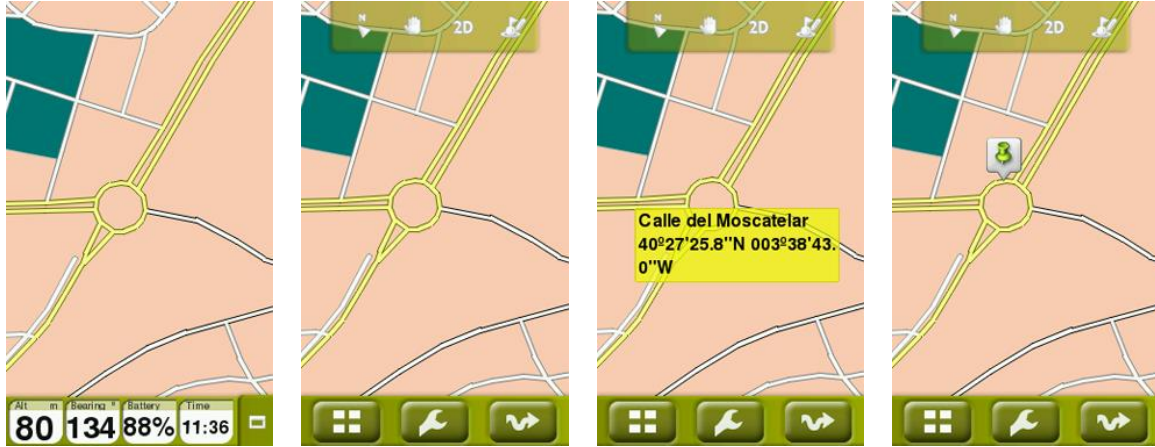 Alt m Bearing º Battery Time
80 134 88% 11:36
N 2D
N 2D
Calle del Moscatelar
40º27'25.8"N 003º38'43.
0"W
N 2D